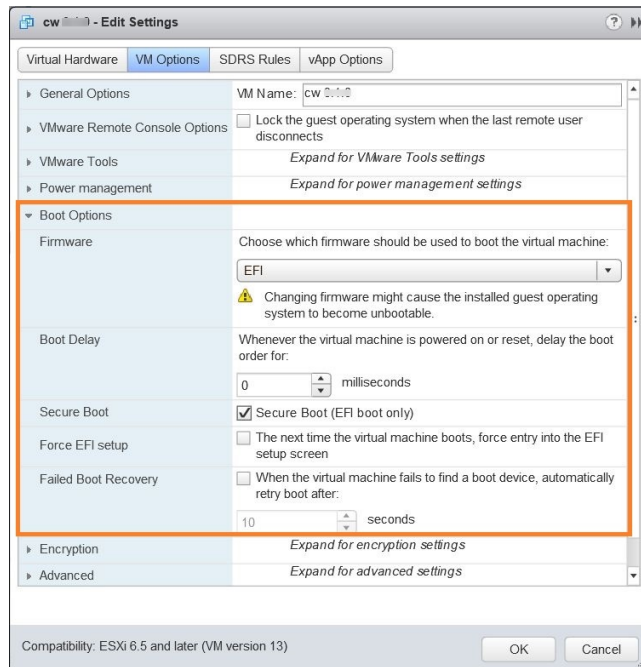 cw - Edit Settings
Virtual Hardware VM Options SDRS Rules vApp Options
General Options VM Name: cw
VMware Remote Console Options Lock the guest operating system when the last remote user
disconnects
VMware Tools Expand for VMware Tools settings
Power management Expand for power management settings
Boot Options
Firmware Choose which firmware should be used to boot the virtual machine:
EFI
Changing firmware might cause the installed guest operating
system to become unbootable.
Boot Delay Whenever the virtual machine is powered on or reset, delay the boot
order for:
0 milliseconds
Secure Boot Secure Boot (EFI boot only)
Force EFI setup The next time the virtual machine boots, force entry into the EFI
setup screen
Failed Boot Recovery When the virtual machine fails to find a boot device, automatically
retry boot after:
10 seconds
Encryption Expand for encryption settings
Advanced Expand for advanced settings
Compatibility: ESXi 6.5 and later (VM version 13) OK Cancel